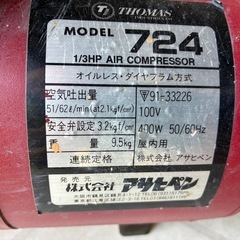 THOMAS
MODEL 724
1/3HP AIR COMPRESSOR
オイルレス・ダイヤフラム方式
空気吐出量 〒91-33226
51/62ℓ/min(at2.1kgf/cm²) 100V
安全弁設定 3.2kgf/cm² 400W 50/60Hz
重量 9.5kg 屋内用
連続定格 株式会社 アサヒペン
発売元
株式会社アサヒペン